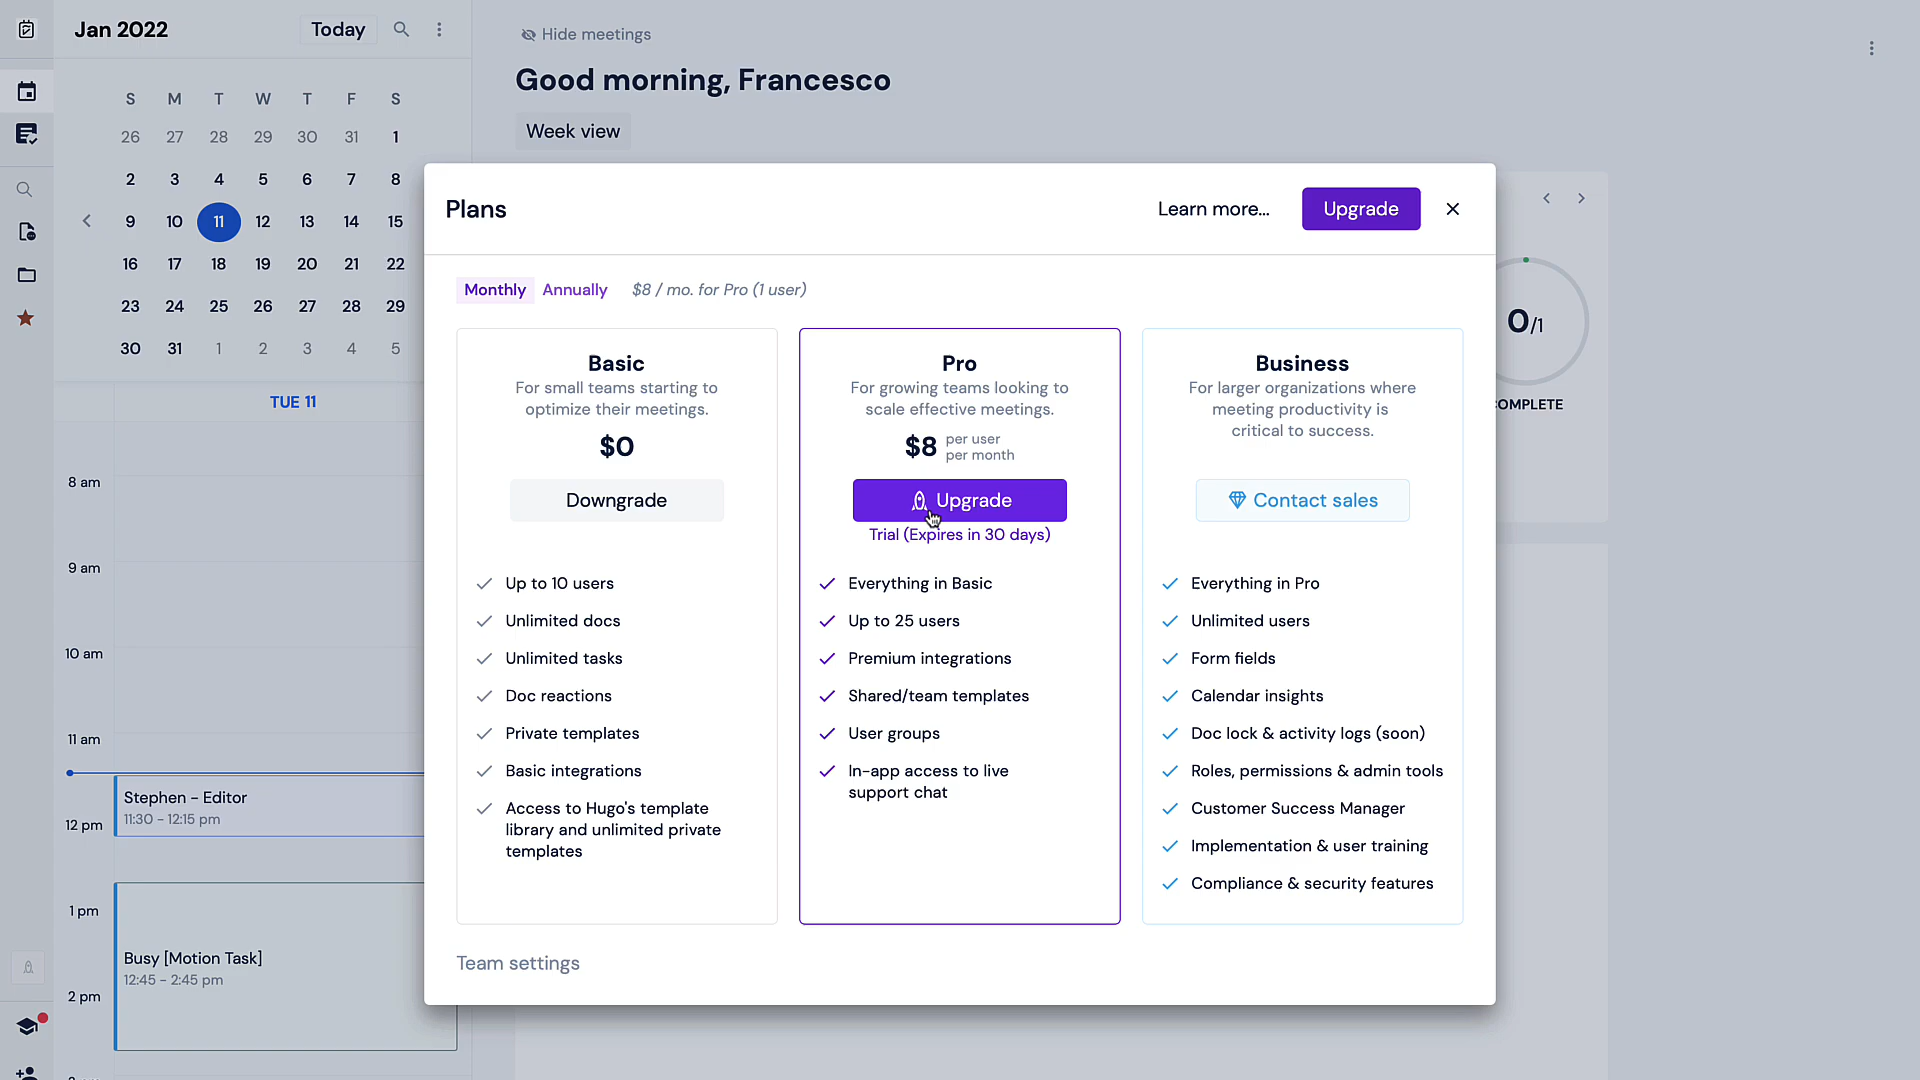 Jan 2022
Today
S M T W T F S
26 27 28 29 30 31 1
2 3 4 5 6 7 8
9 10 11 12 13 14 15
16 17 18 19 20 21 22
23 24 25 26 27 28 29
30 31 1 2 3 4 5
TUE 11
8 am
9 am
10 am
11 am
Stephen - Editor
11:30 - 12:15 pm
12 pm
1 pm
Busy [Motion Task]
12:45 - 2:45 pm
2 pm
Hide meetings
Good morning, Francesco
Week view
0/1
OMPLETE
Plans
Learn more...
Upgrade
Monthly
Annually
$8 / mo. for Pro (1 user)
Basic
For small teams starting to
optimize their meetings.
$0
Downgrade
Up to 10 users
Unlimited docs
Unlimited tasks
Doc reactions
Private templates
Basic integrations
Access to Hugo's template
library and unlimited private
templates
Pro
For growing teams looking to
scale effective meetings.
$8 per user
per month
Upgrade
Trial (Expires in 30 days)
Everything in Basic
Up to 25 users
Premium integrations
Shared/team templates
User groups
In-app access to live
support chat
Business
For larger organizations where
meeting productivity is
critical to success.
Contact sales
Everything in Pro
Unlimited users
Form fields
Calendar insights
Doc lock & activity logs (soon)
Roles, permissions & admin tools
Customer Success Manager
Implementation & user training
Compliance & security features
Team settings